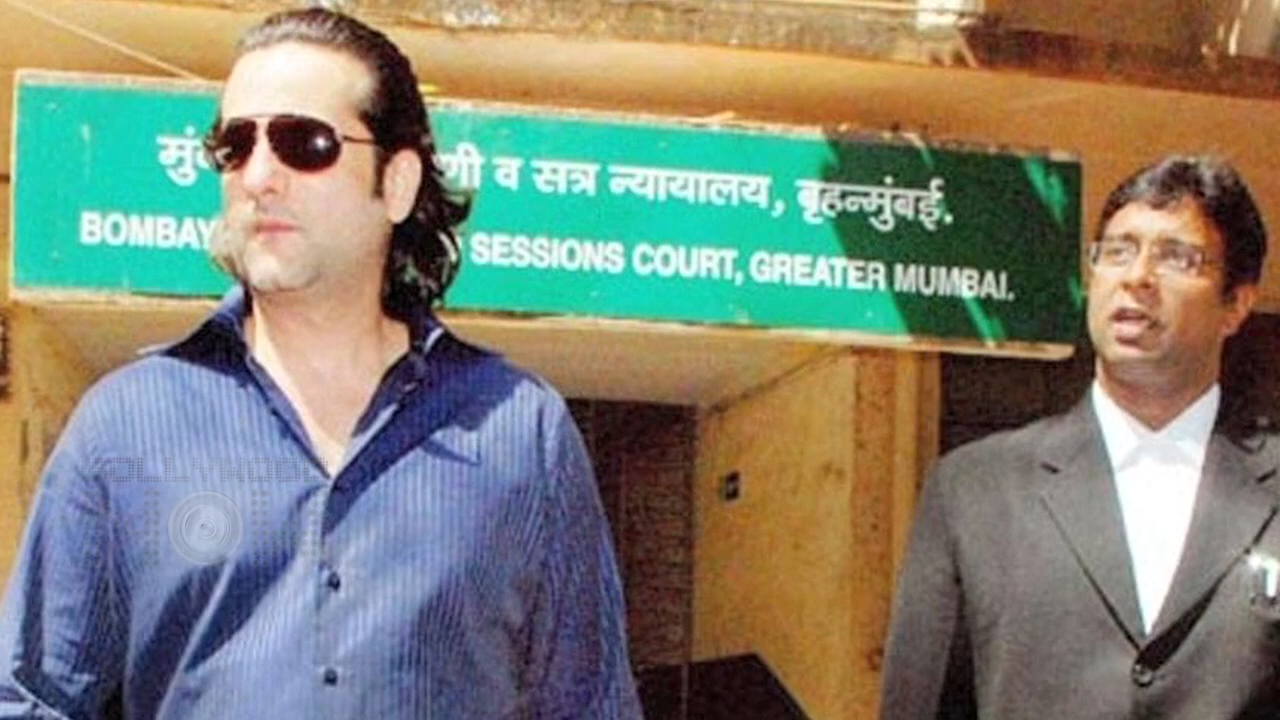 मुं णी व सत्र न्यायालय, बृहन्मुंबई.
BOMBAY SESSIONS COURT, GREATER MUMBAI.